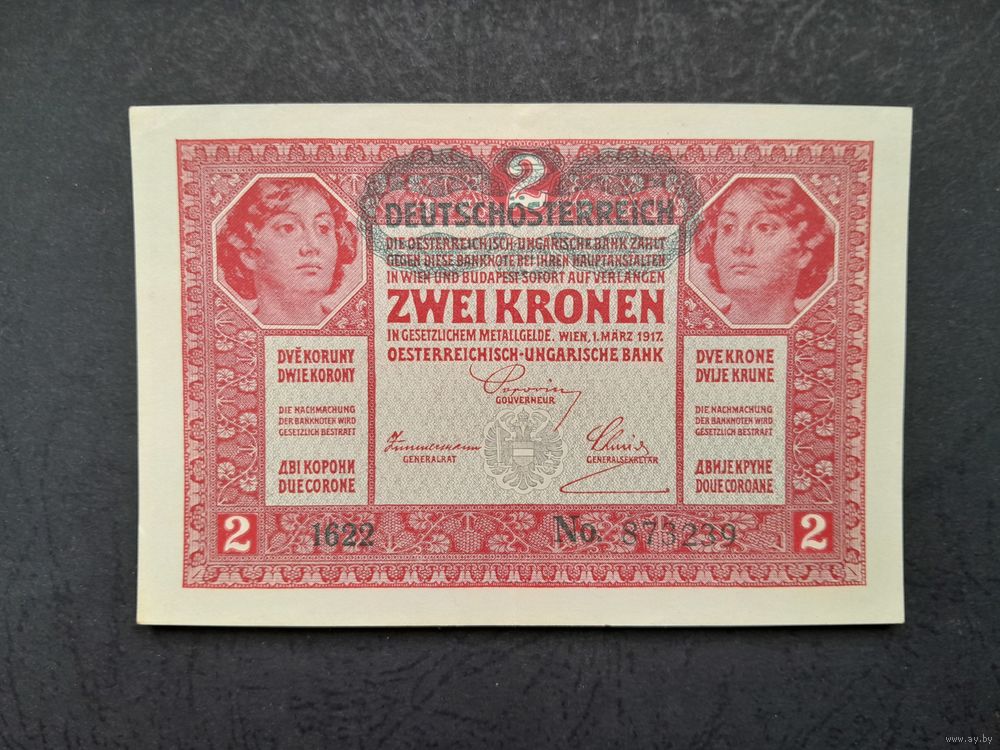 2
DEUTSCHÖSTERREICH
DIE OESTERREICHISCH-UNGARISCHE BANK ZAHLT
GEGEN DIESE BANKNOTE BEI IHREN HAUPTANSTALTEN
IN WIEN UND BUDAPEST SOFORT AUF VERLANGEN
ZWEI KRONEN
IN GESETZLICHEM METALLGELDE. WIEN, 1. MÄRZ 1917.
OESTERREICHISCH-UNGARISCHE BANK
DVĚ KORUNY
DWIE KORONY
DIE NACHMACHUNG
DER BANKNOTEN WIRD
GESETZLICH BESTRAFT
ДВІ КОРОНИ
DUE CORONE
Popovics
GOUVERNEUR
Zimmermann
GENERALRAT
Schmid
GENERALSEKRETÄR
DVE KRONE
DVIJE KRUNE
DIE NACHMACHUNG
DER BANKNOTEN WIRD
GESETZLICH BESTRAFT
ДВИЈЕ КРУНЕ
DOUE COROANE
2
1622
No. 873239
2
www.ay.by